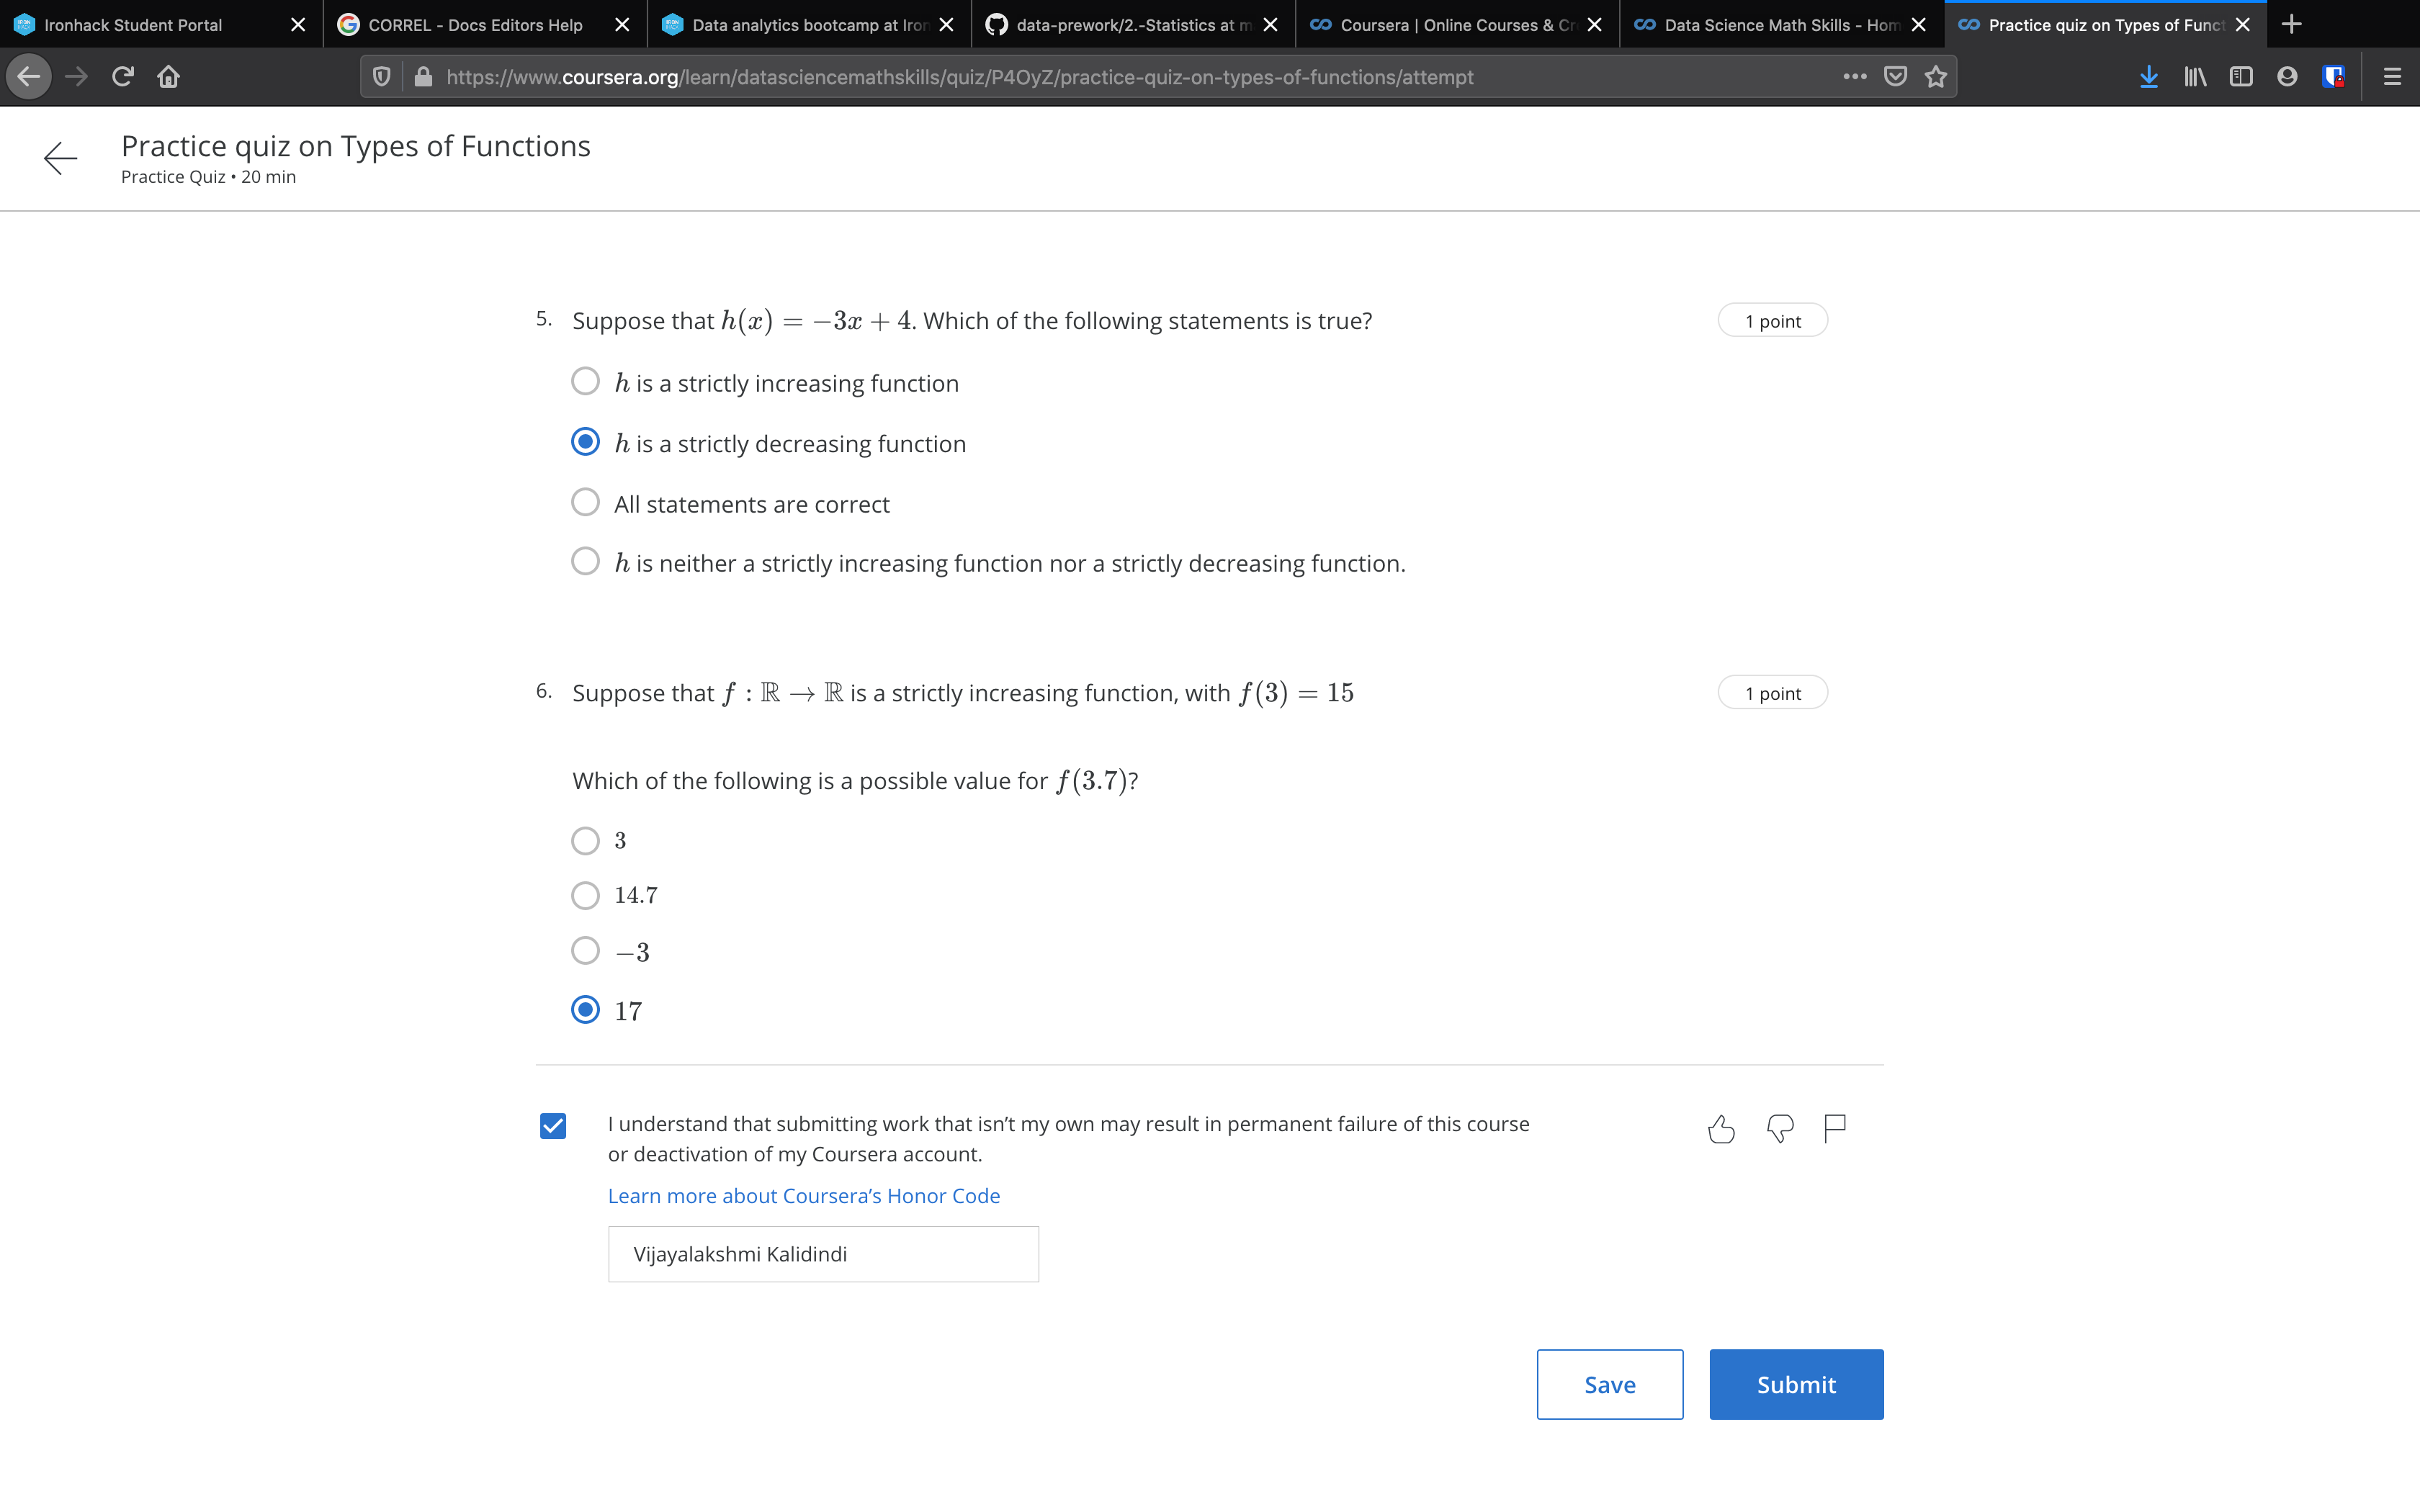 Ironhack Student Portal
CORREL - Docs Editors Help
Data analytics bootcamp at Iron
data-prework/2.-Statistics at m
Coursera | Online Courses & Cr
Data Science Math Skills - Hom
Practice quiz on Types of Funct
https://www.coursera.org/learn/datasciencemathskills/quiz/P4OyZ/practice-quiz-on-types-of-functions/attempt
Practice quiz on Types of Functions
Practice Quiz • 20 min
5. Suppose that h(x) = −3x + 4. Which of the following statements is true?
1 point
h is a strictly increasing function
h is a strictly decreasing function
All statements are correct
h is neither a strictly increasing function nor a strictly decreasing function.
6. Suppose that f : ℝ → ℝ is a strictly increasing function, with f(3) = 15
1 point
Which of the following is a possible value for f(3.7)?
3
14.7
−3
17
I understand that submitting work that isn’t my own may result in permanent failure of this course
or deactivation of my Coursera account.
Learn more about Coursera’s Honor Code
Vijayalakshmi Kalidindi
Save
Submit